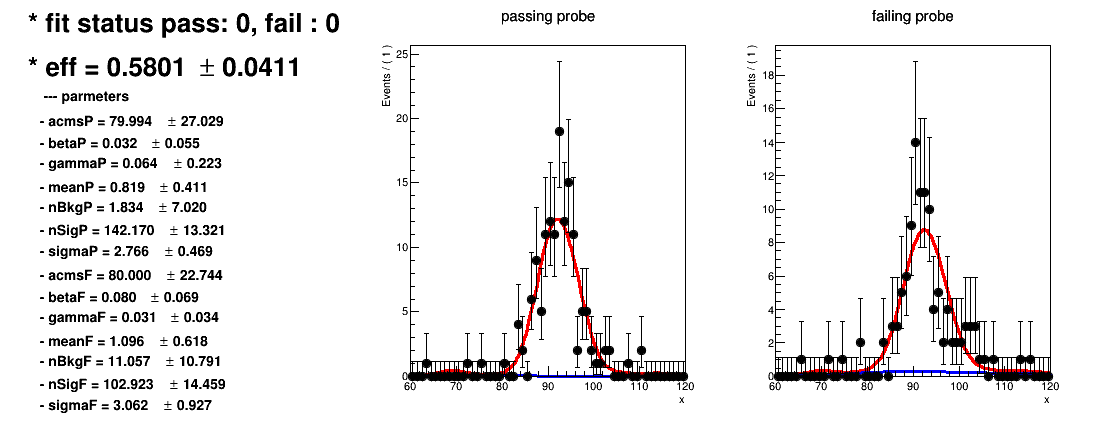 * fit status pass: 0, fail : 0
* eff = 0.5801 ± 0.0411
--- parmeters
- acmsP = 79.994 ± 27.029
- betaP = 0.032 ± 0.055
- gammaP = 0.064 ± 0.223
- meanP = 0.819 ± 0.411
- nBkgP = 1.834 ± 7.020
- nSigP = 142.170 ± 13.321
- sigmaP = 2.766 ± 0.469
- acmsF = 80.000 ± 22.744
- betaF = 0.080 ± 0.069
- gammaF = 0.031 ± 0.034
- meanF = 1.096 ± 0.618
- nBkgF = 11.057 ± 10.791
- nSigF = 102.923 ± 14.459
- sigmaF = 3.062 ± 0.927
passing probe
Events / ( 1 )
25
20
15
10
5
0
60 70 80 90 100 110 120
x
failing probe
Events / ( 1 )
18
16
14
12
10
8
6
4
2
0
60 70 80 90 100 110 120
x